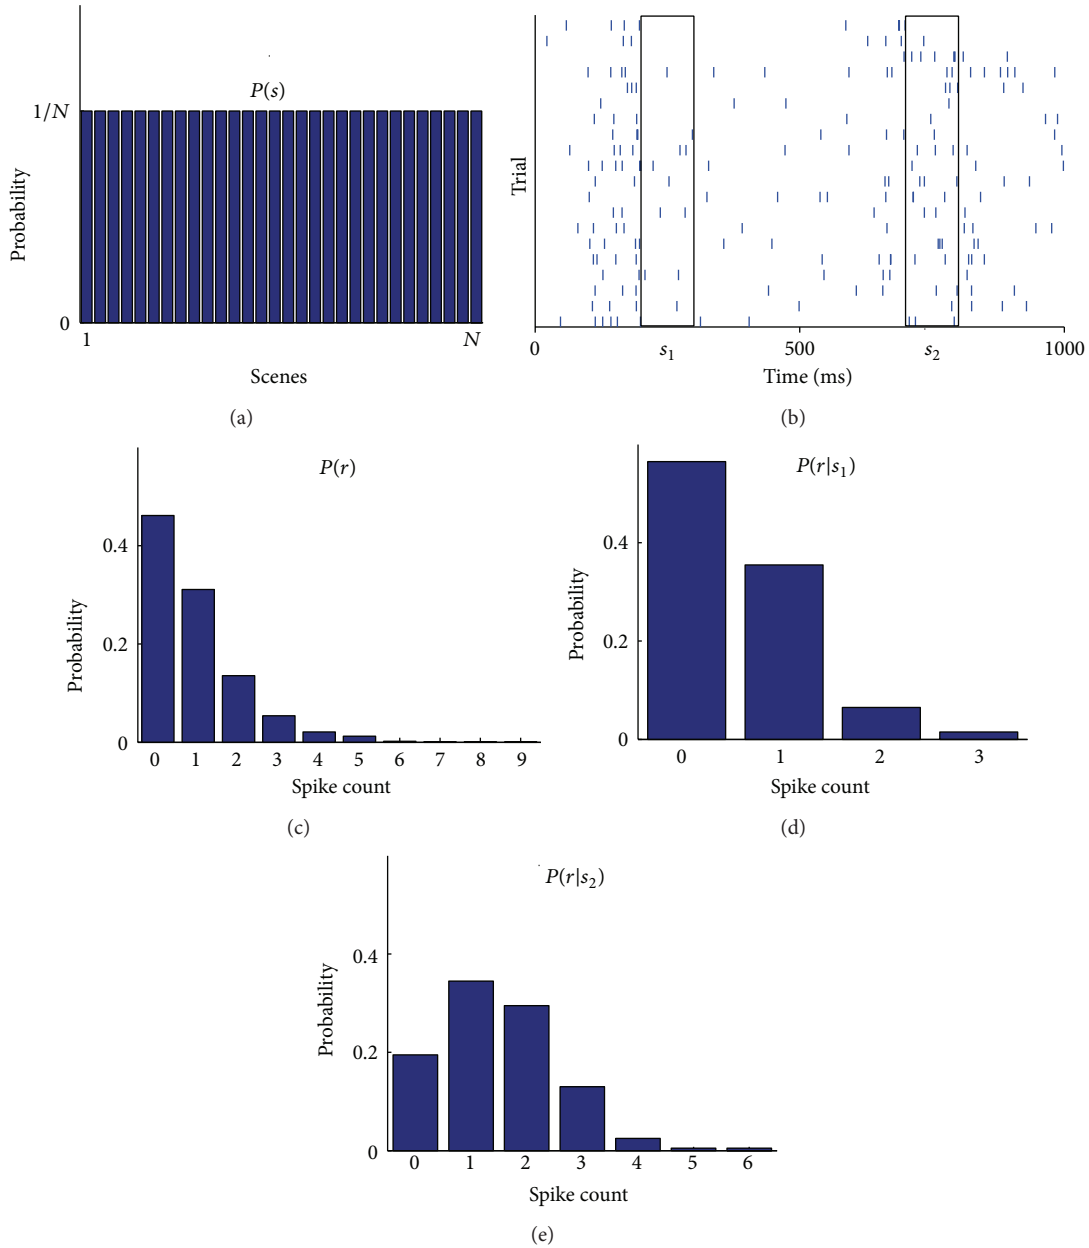 P(s)
1/N
Probability
0
1
N
Scenes
(a)
Trial
0
s1
500
s2
1000
Time (ms)
(b)
P(r)
0.4
0.2
0
Probability
0 1 2 3 4 5 6 7 8 9
Spike count
(c)
P(r|s1)
0.4
0.2
0
Probability
0 1 2 3
Spike count
(d)
P(r|s2)
0.4
0.2
0
Probability
0 1 2 3 4 5 6
Spike count
(e)